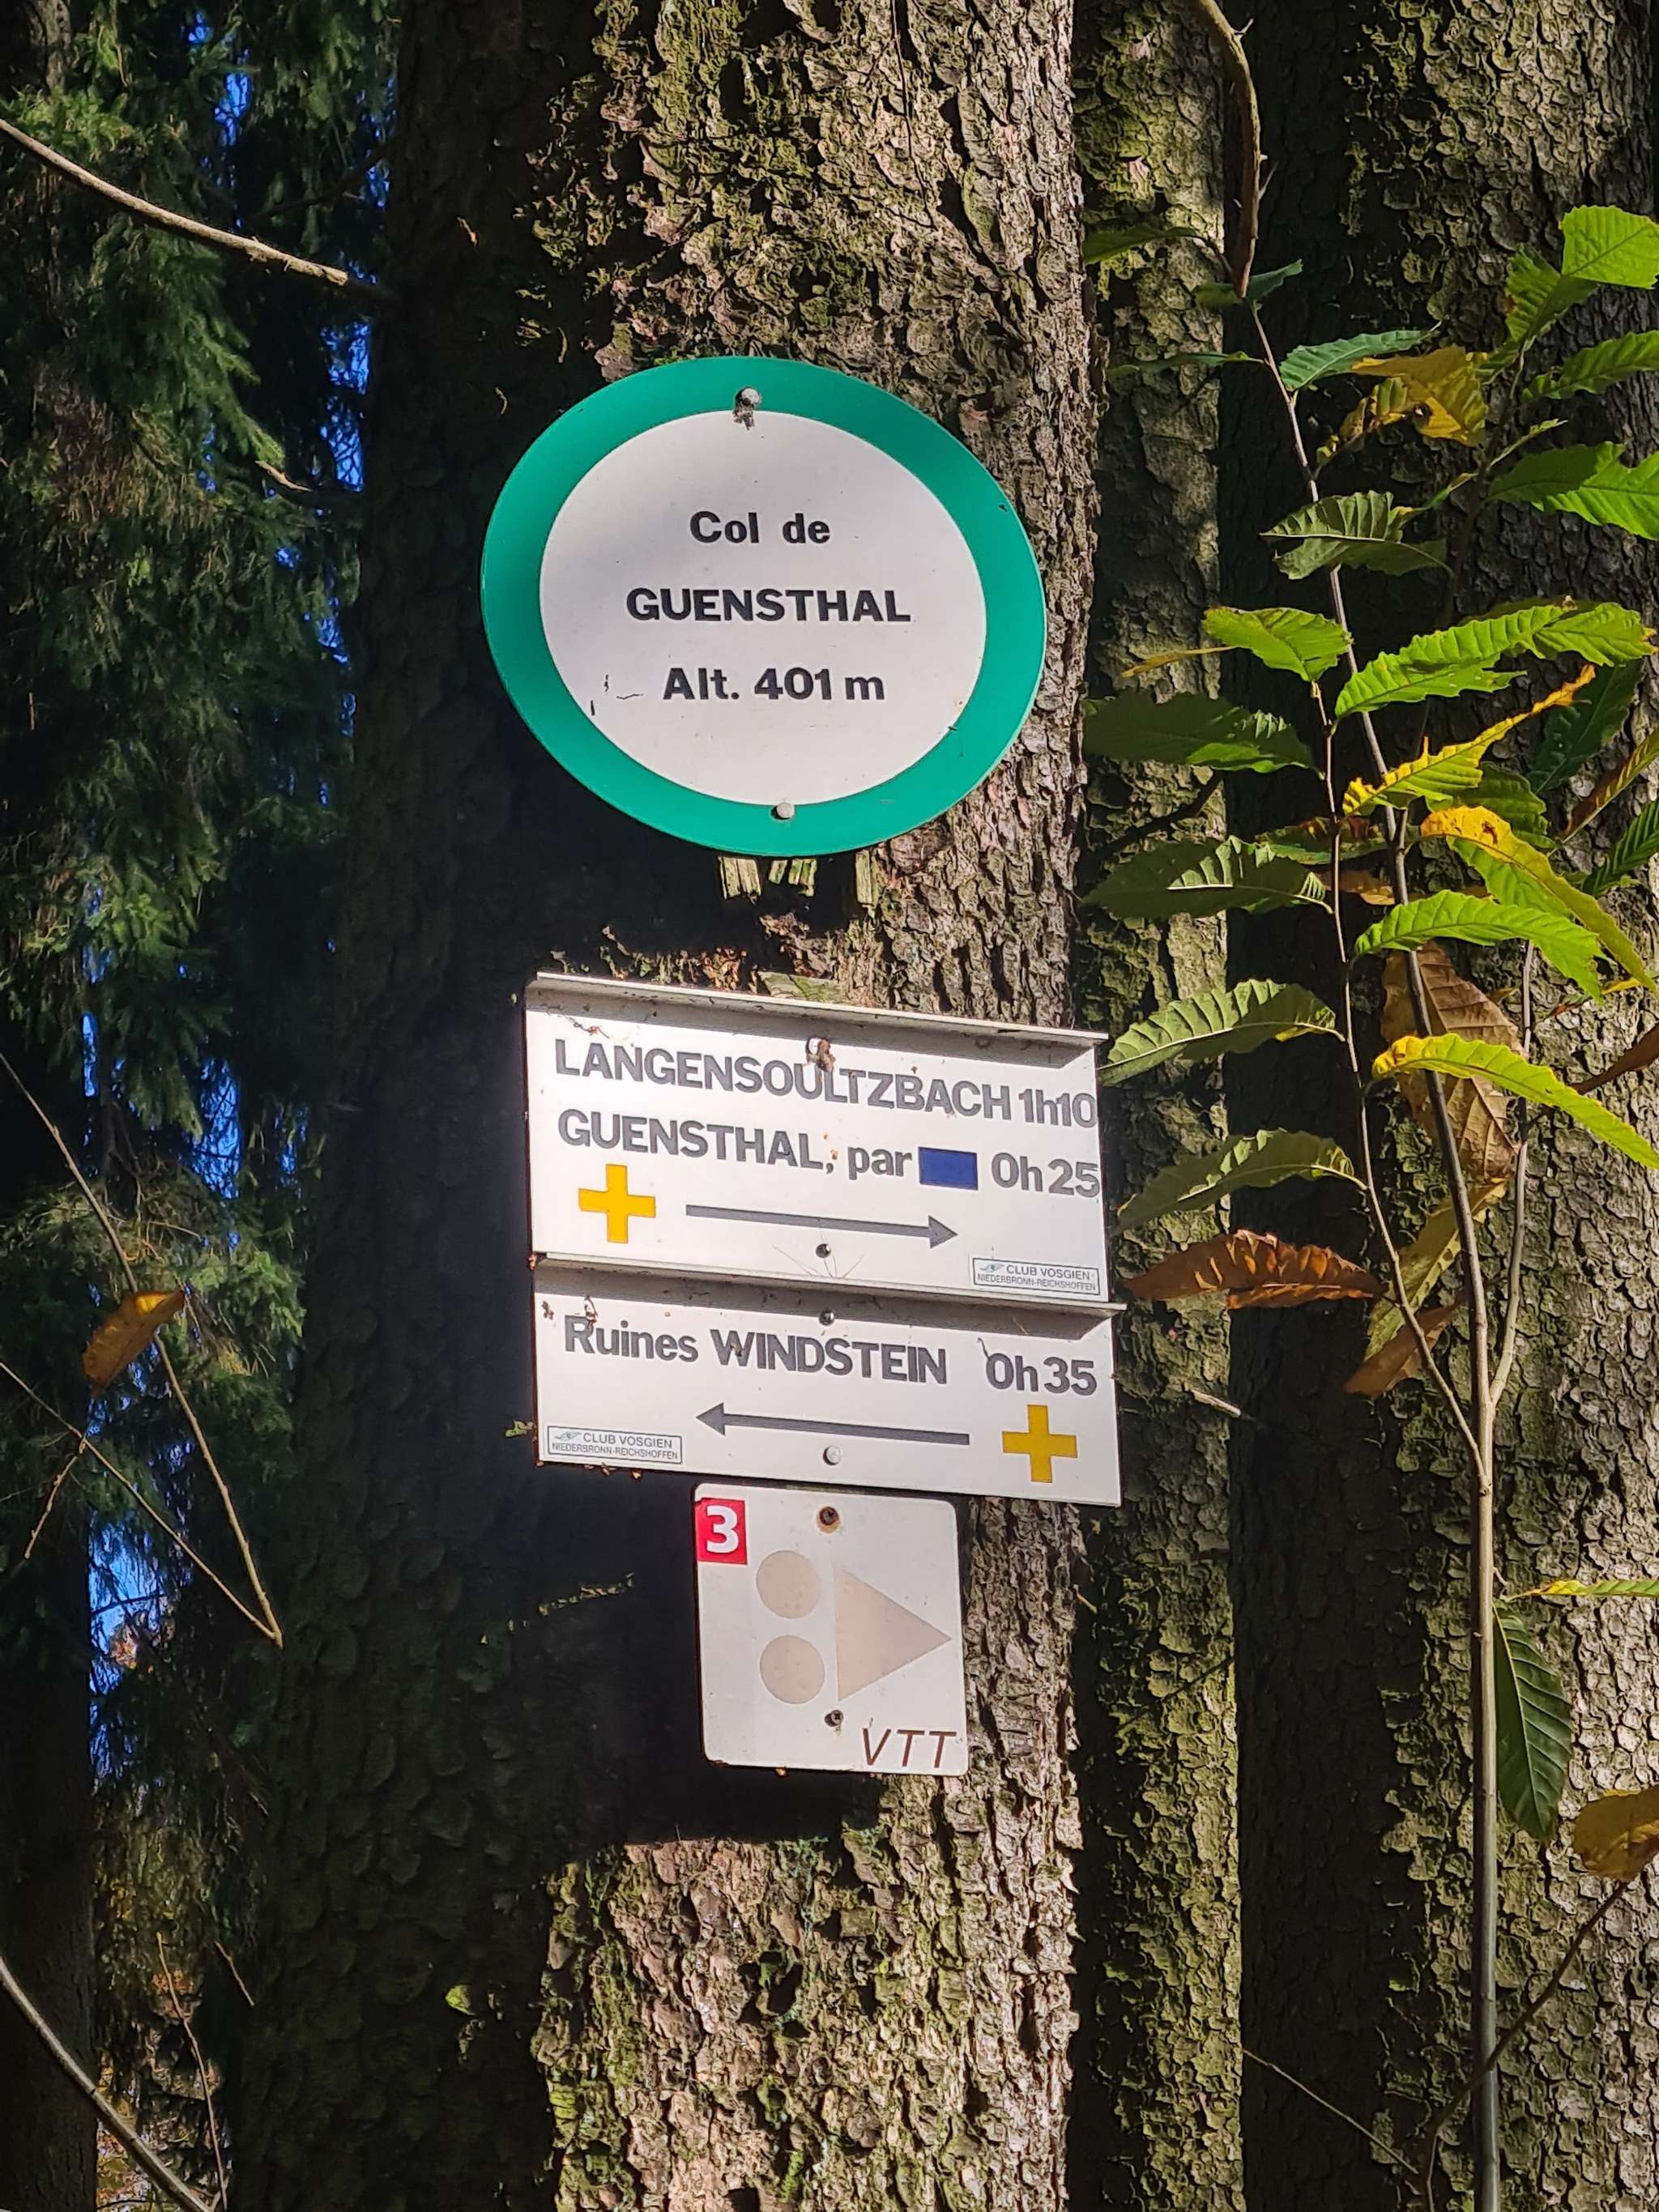 Col de
GUENSTHAL
Alt. 401 m
LANGENSOULTZBACH 1h10
GUENSTHAL, par 0h25
CLUB VOSGIEN
NIEDERBRONN-REICHSHOFFEN
Ruines WINDSTEIN 0h35
CLUB VOSGIEN
NIEDERBRONN-REICHSHOFFEN
3
VTT